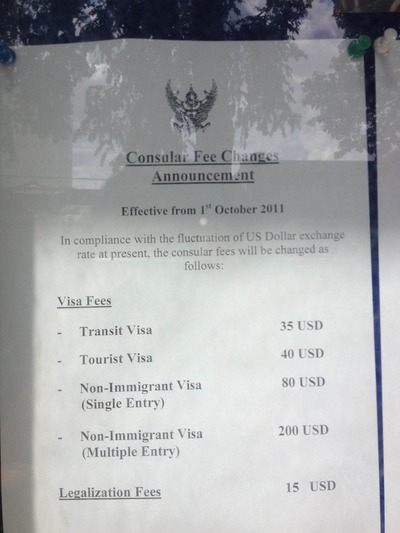 Consular Fee Changes
Announcement
Effective from 1st October 2011
In compliance with the fluctuation of US Dollar exchange
rate at present, the consular fees will be changed as
follows:
Visa Fees
- Transit Visa 35 USD
- Tourist Visa 40 USD
- Non-Immigrant Visa 80 USD
(Single Entry)
- Non-Immigrant Visa 200 USD
(Multiple Entry)
Legalization Fees 15 USD